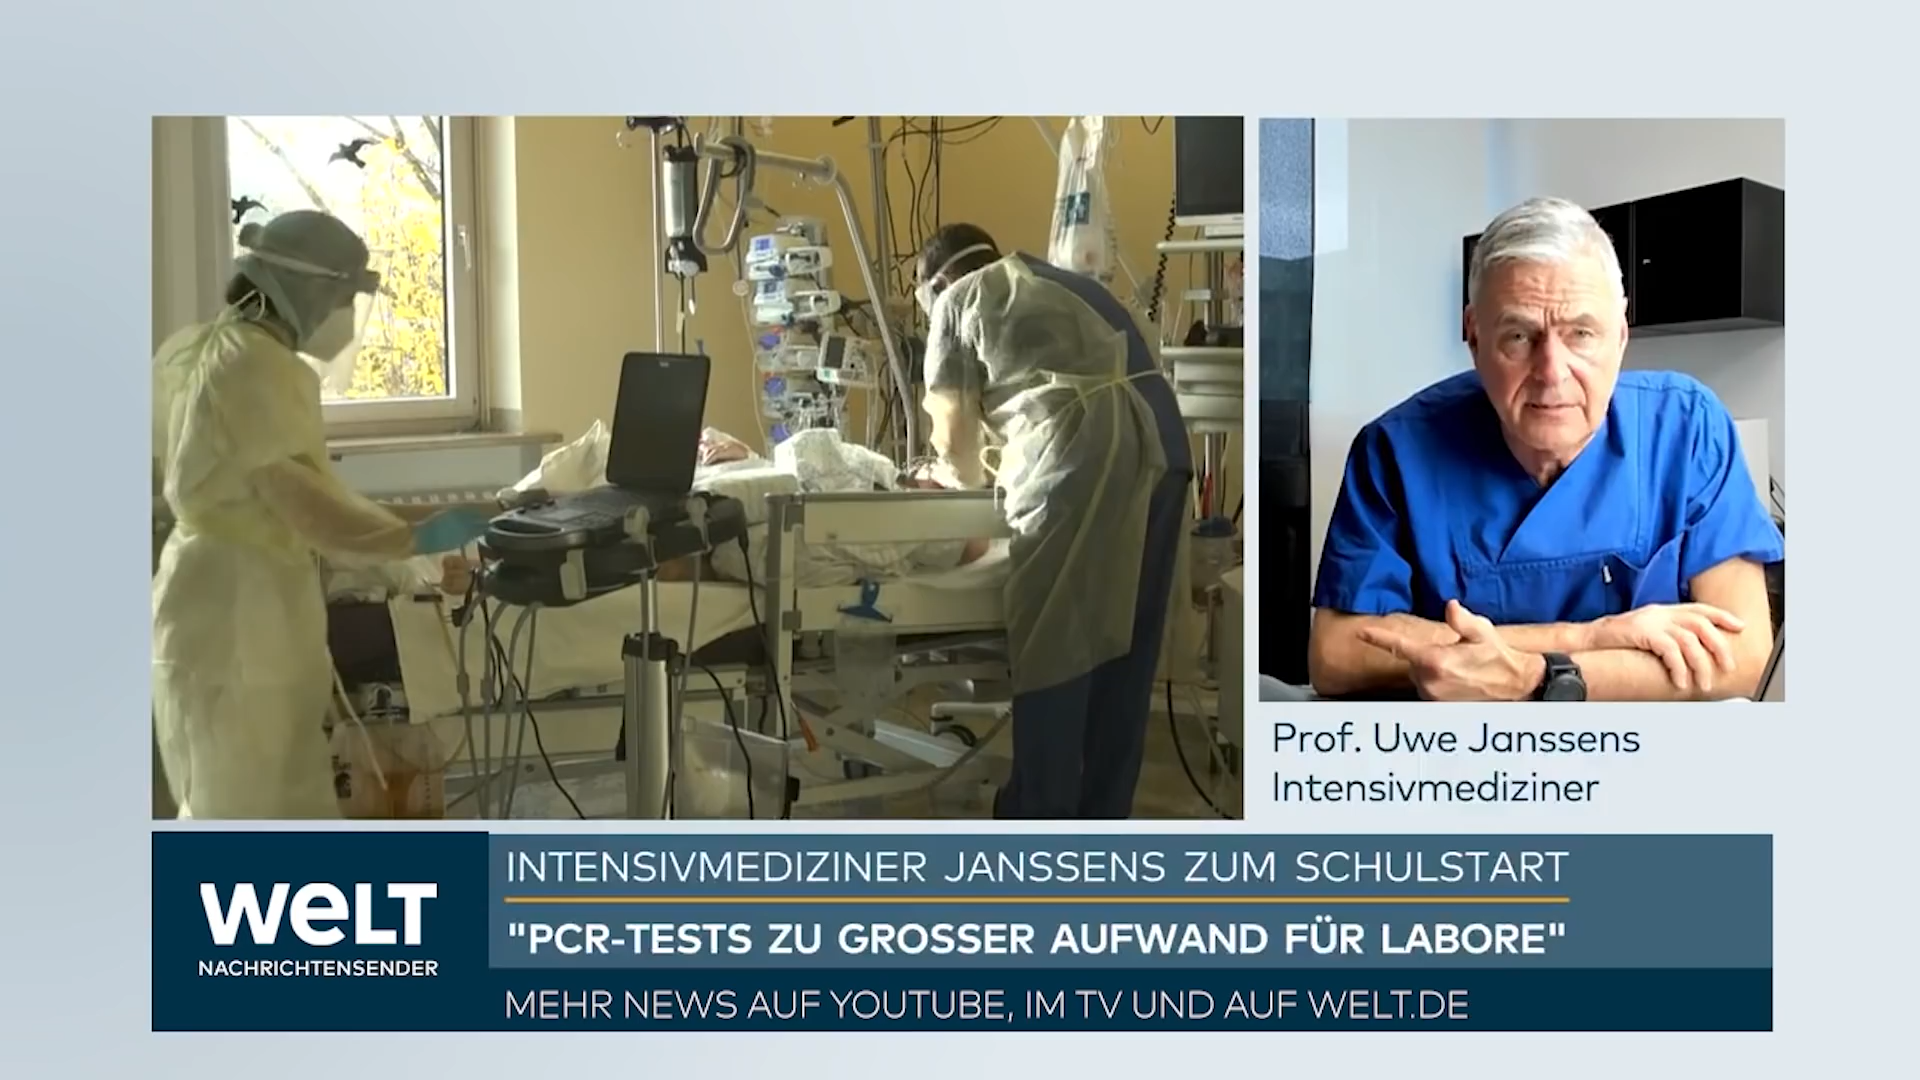 Prof. Uwe Janssens
Intensivmediziner
WELT
NACHRICHTENSENDER
INTENSIVMEDIZINER JANSSENS ZUM SCHULSTART
"PCR-TESTS ZU GROSSER AUFWAND FÜR LABORE"
MEHR NEWS AUF YOUTUBE, IM TV UND AUF WELT.DE